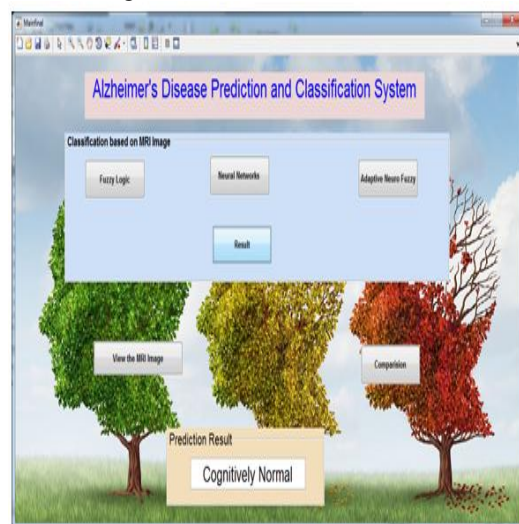 Mainfinal
Alzheimer's Disease Prediction and Classification System
Classification based on MRI Image
Fuzzy Logic
Neural Networks
Adaptive Neuro Fuzzy
Result
View the MRI Image
Comparision
Prediction Result
Cognitively Normal